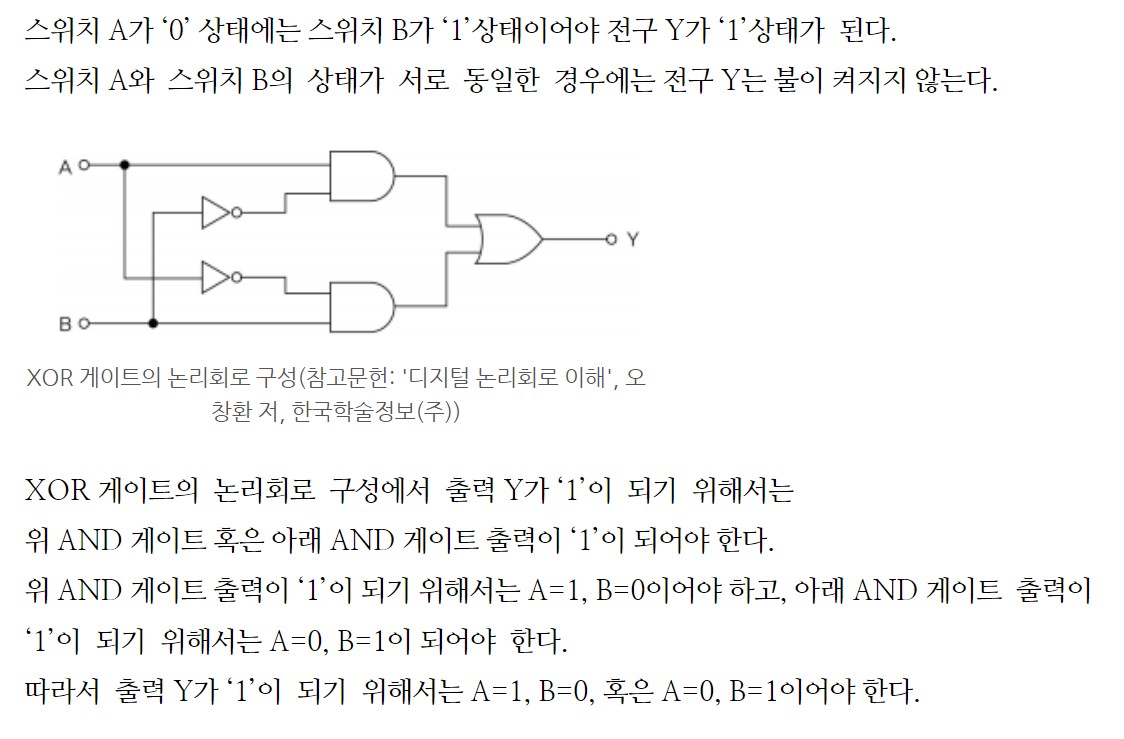 스위치 A가 ‘0’ 상태에는 스위치 B가 ‘1’상태이어야 전구 Y가 ‘1’상태가 된다.
스위치 A와 스위치 B의 상태가 서로 동일한 경우에는 전구 Y는 불이 켜지지 않는다.
A
Y
B
XOR 게이트의 논리회로 구성(참고문헌: '디지털 논리회로 이해', 오
창환 저, 한국학술정보(주))
XOR 게이트의 논리회로 구성에서 출력 Y가 ‘1’이 되기 위해서는
위 AND 게이트 혹은 아래 AND 게이트 출력이 ‘1’이 되어야 한다.
위 AND 게이트 출력이 ‘1’이 되기 위해서는 A=1, B=0이어야 하고, 아래 AND 게이트 출력이
‘1’이 되기 위해서는 A=0, B=1이 되어야 한다.
따라서 출력 Y가 ‘1’이 되기 위해서는 A=1, B=0, 혹은 A=0, B=1이어야 한다.